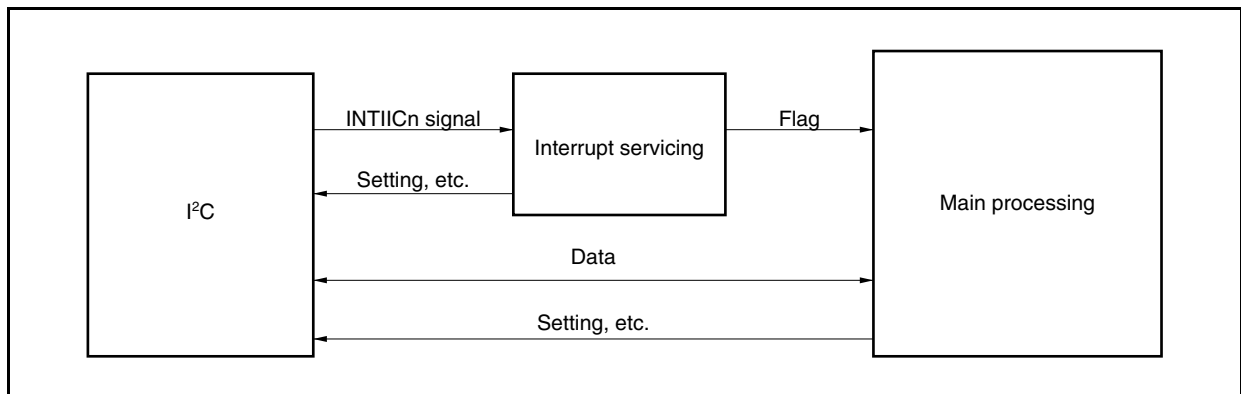 INTIICn signal
Flag
Interrupt servicing
Setting, etc.
I²C
Main processing
Data
Setting, etc.